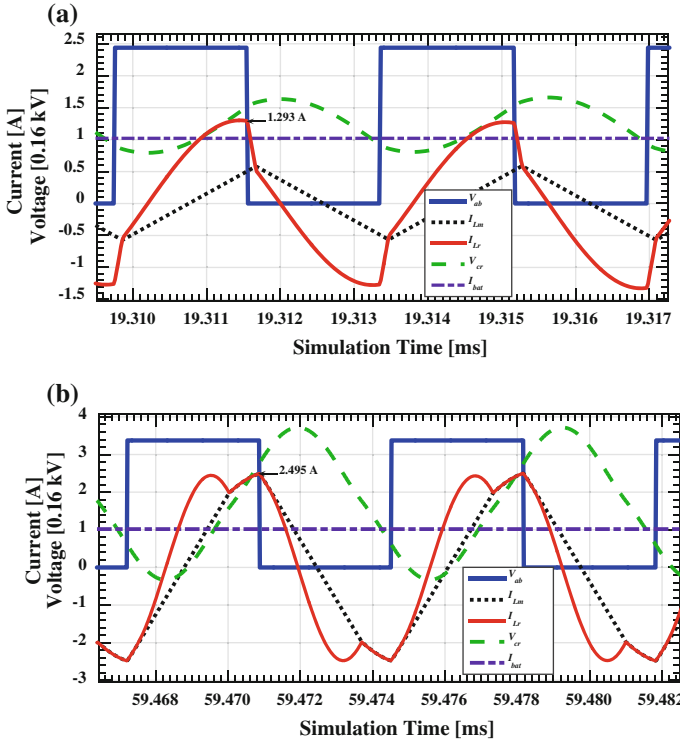 (a)
2.5
2
1.5
1
0.5
0
-0.5
-1
-1.5
Current [A]
Voltage [0.16 kV]
1.293 A
V_ab
I_Lm
I_Lr
V_cr
I_bat
19.310 19.311 19.312 19.313 19.314 19.315 19.316 19.317
Simulation Time [ms]
(b)
4
3
2
1
0
-1
-2
-3
Current [A]
Voltage [0.16 kV]
2.495 A
V_ab
I_Lm
I_Lr
V_cr
I_bat
59.468 59.470 59.472 59.474 59.476 59.478 59.480 59.482
Simulation Time [ms]